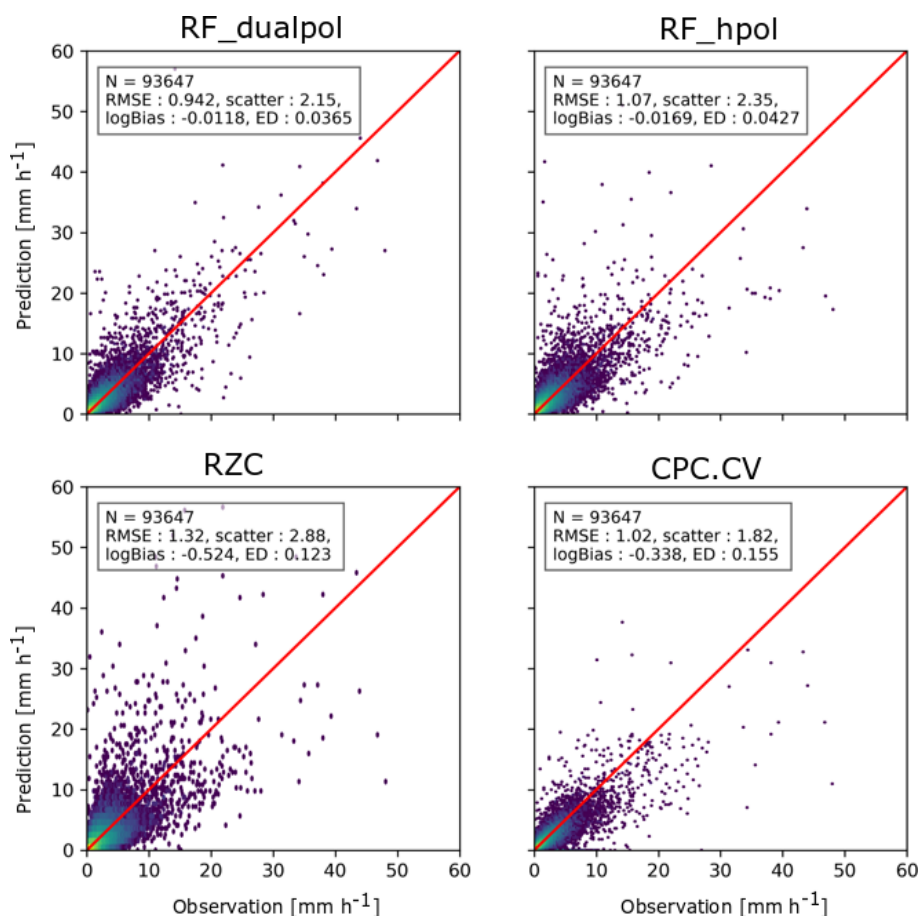 RF_dualpol
60
50
40
30
20
10
0
Prediction [mm h⁻¹]
N = 93647
RMSE : 0.942, scatter : 2.15,
logBias : -0.0118, ED : 0.0365
RF_hpol
N = 93647
RMSE : 1.07, scatter : 2.35,
logBias : -0.0169, ED : 0.0427
RZC
60
50
40
30
20
10
0
Prediction [mm h⁻¹]
N = 93647
RMSE : 1.32, scatter : 2.88,
logBias : -0.524, ED : 0.123
0 10 20 30 40 50 60
Observation [mm h⁻¹]
CPC.CV
N = 93647
RMSE : 1.02, scatter : 1.82,
logBias : -0.338, ED : 0.155
0 10 20 30 40 50 60
Observation [mm h⁻¹]